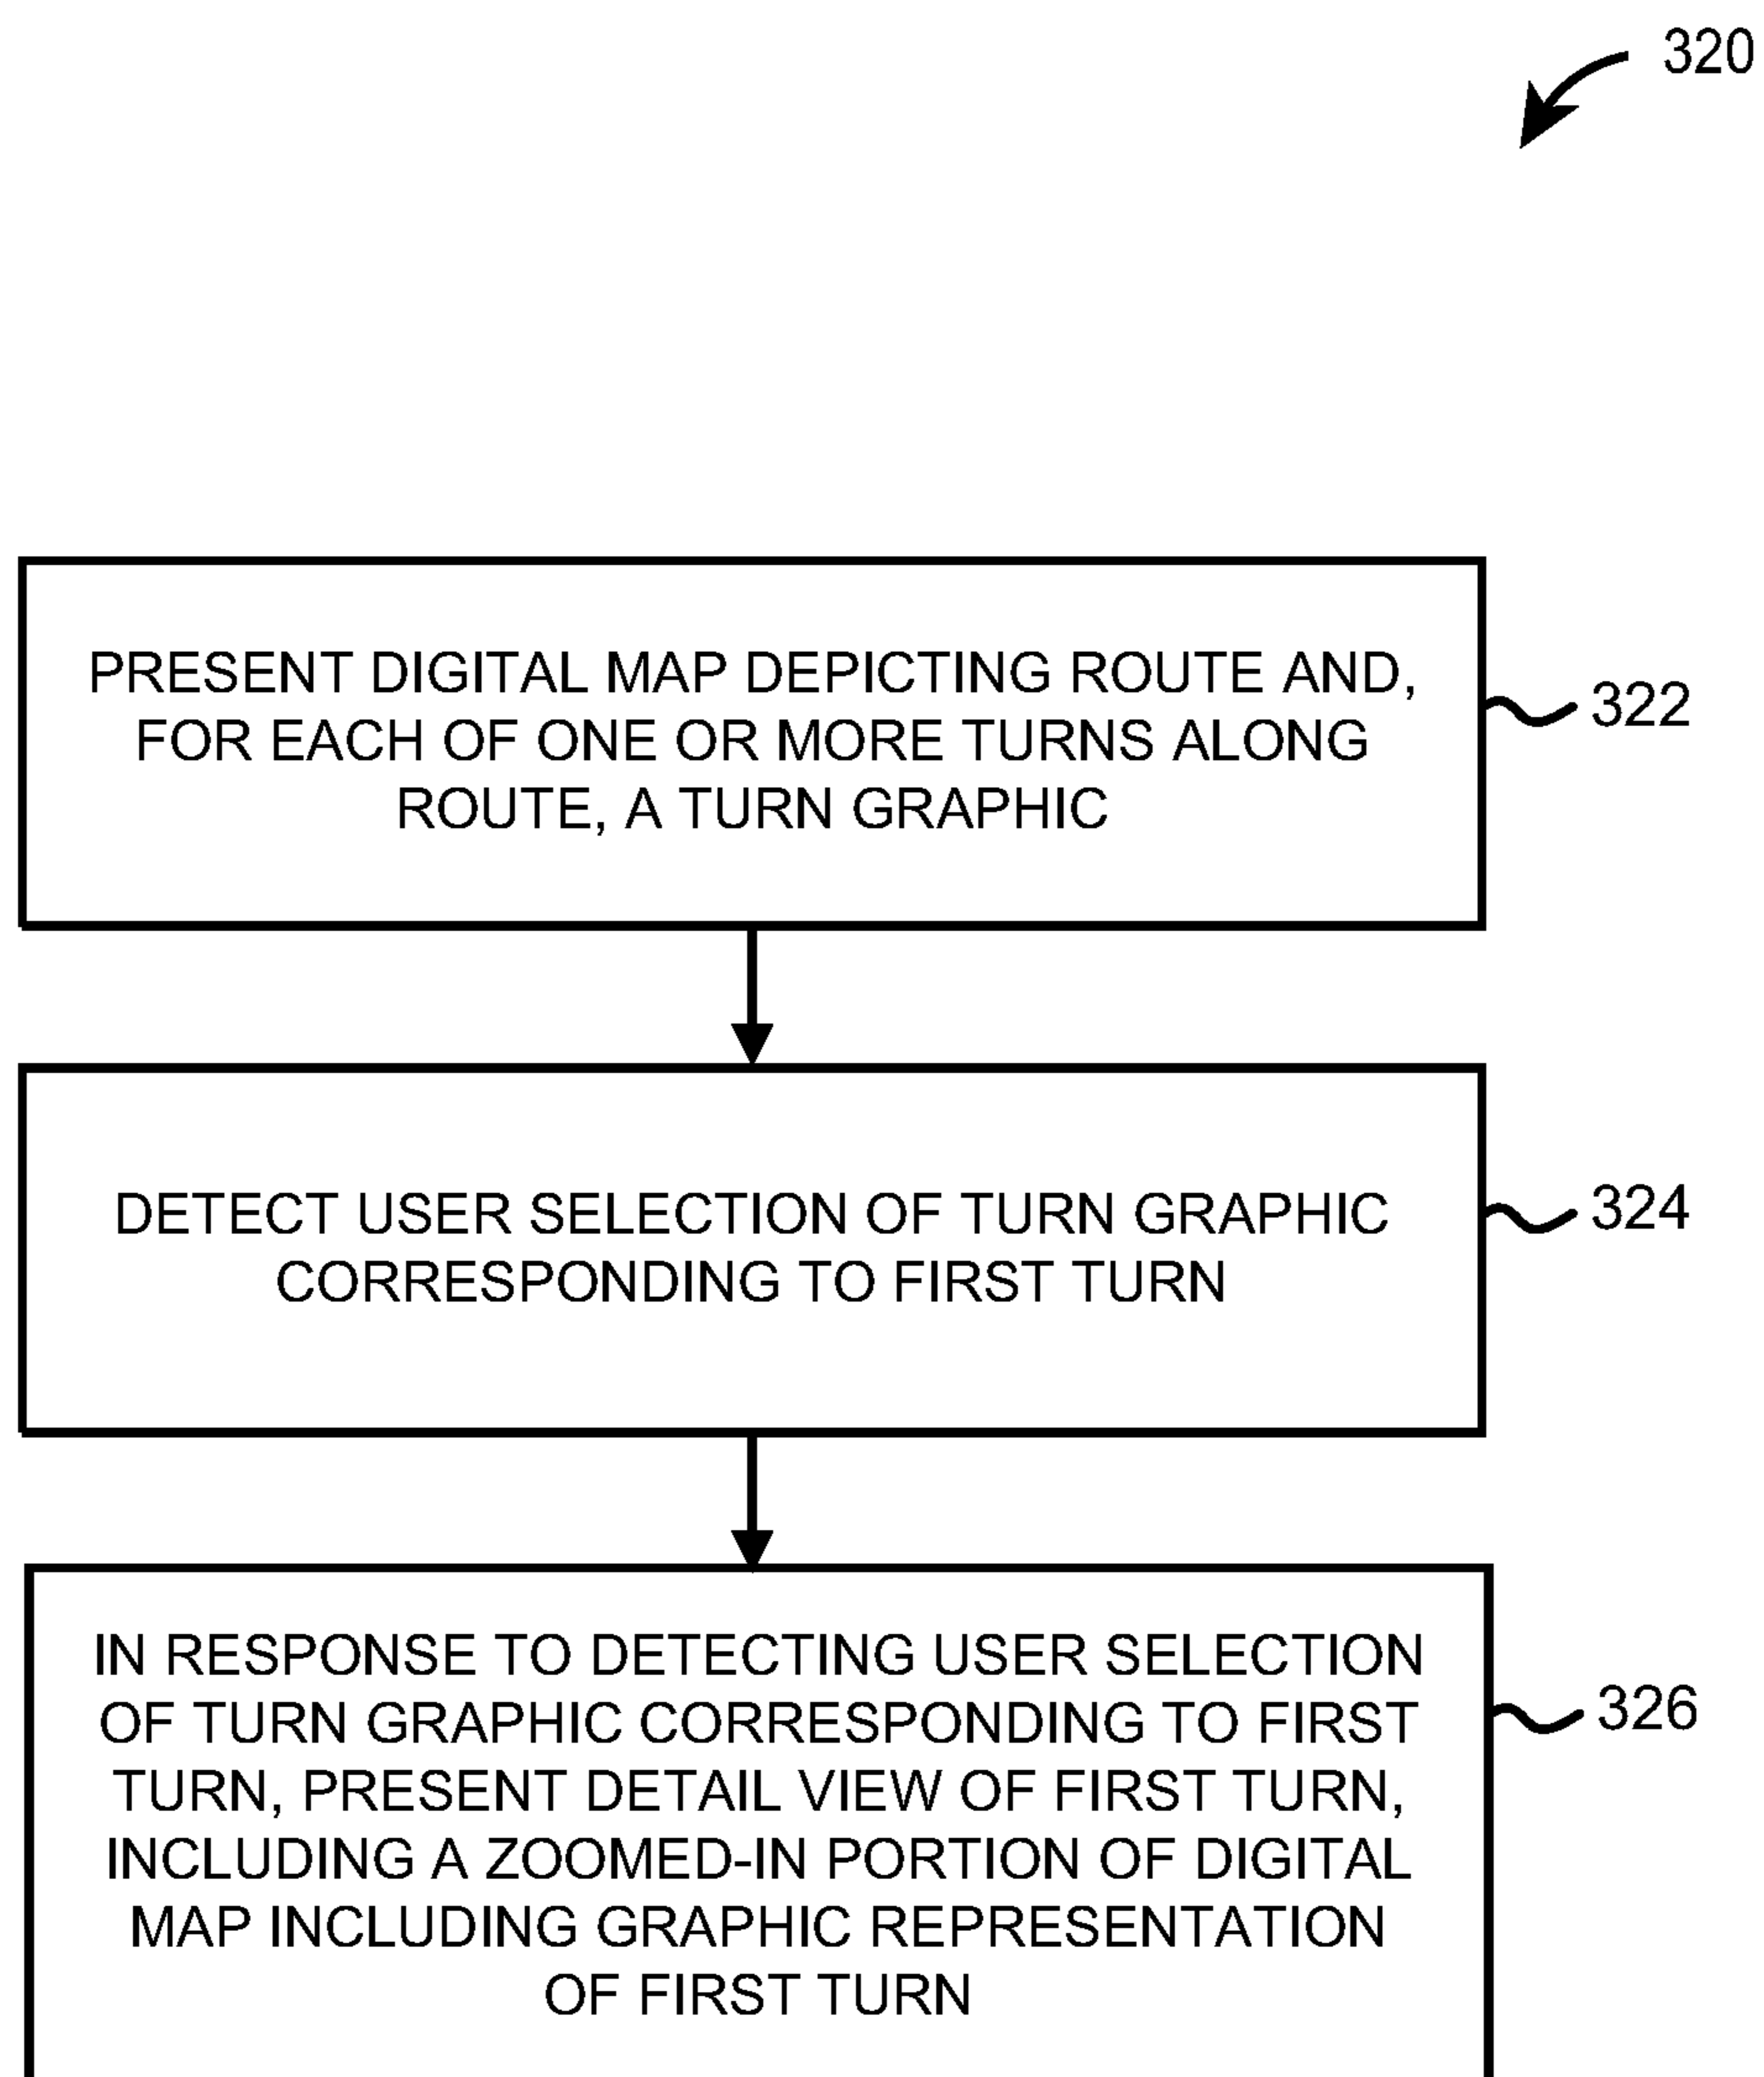 320
PRESENT DIGITAL MAP DEPICTING ROUTE AND,
FOR EACH OF ONE OR MORE TURNS ALONG
ROUTE, A TURN GRAPHIC
322
DETECT USER SELECTION OF TURN GRAPHIC
CORRESPONDING TO FIRST TURN
324
IN RESPONSE TO DETECTING USER SELECTION
OF TURN GRAPHIC CORRESPONDING TO FIRST
TURN, PRESENT DETAIL VIEW OF FIRST TURN,
INCLUDING A ZOOMED-IN PORTION OF DIGITAL
MAP INCLUDING GRAPHIC REPRESENTATION
OF FIRST TURN
326